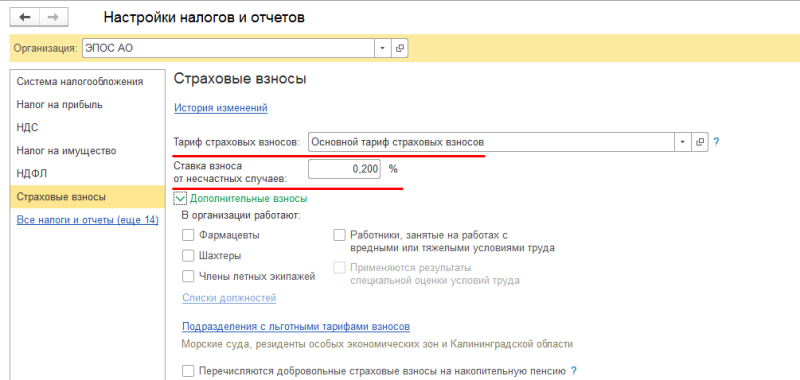 Настройки налогов и отчетов
Организация: ЭПОС АО
Система налогообложения
Налог на прибыль
НДС
Налог на имущество
НДФЛ
Страховые взносы
Все налоги и отчеты (еще 14)
Страховые взносы
История изменений
Тариф страховых взносов: Основной тариф страховых взносов ?
Ставка взноса
от несчастных случаев: 0,200 %
Дополнительные взносы
В организации работают:
Фармацевты
Шахтеры
Члены летных экипажей
Работники, занятые на работах с
вредными или тяжелыми условиями труда
Применяются результаты
специальной оценки условий труда
Списки должностей
Подразделения с льготными тарифами взносов
Морские суда, резиденты особых экономических зон и Калининградской области
Перечисляются добровольные страховые взносы на накопительную пенсию ?